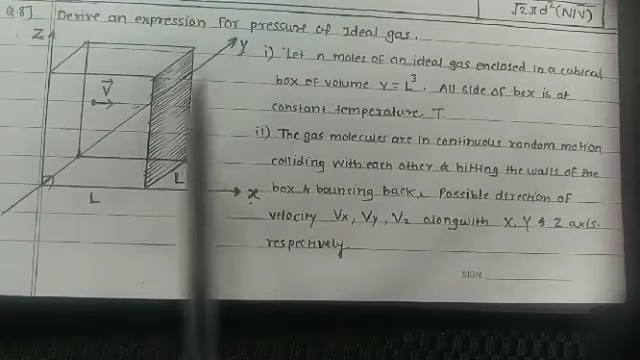 √2πd²(N/V)
Q.8] Derive an expression For pressure of ideal gas.
Z
y
V
L
L
x
i) Let n moles of an ideal gas enclosed in a cubical
box of volume V = L³. All side of box is at
constant temperature T.
ii) The gas molecules are in continuous random motion
colliding with each other & hitting the walls of the
box & bouncing back. Possible direction of
velocity Vx, Vy, Vz along with X, Y & Z axis
respectively
SIGN